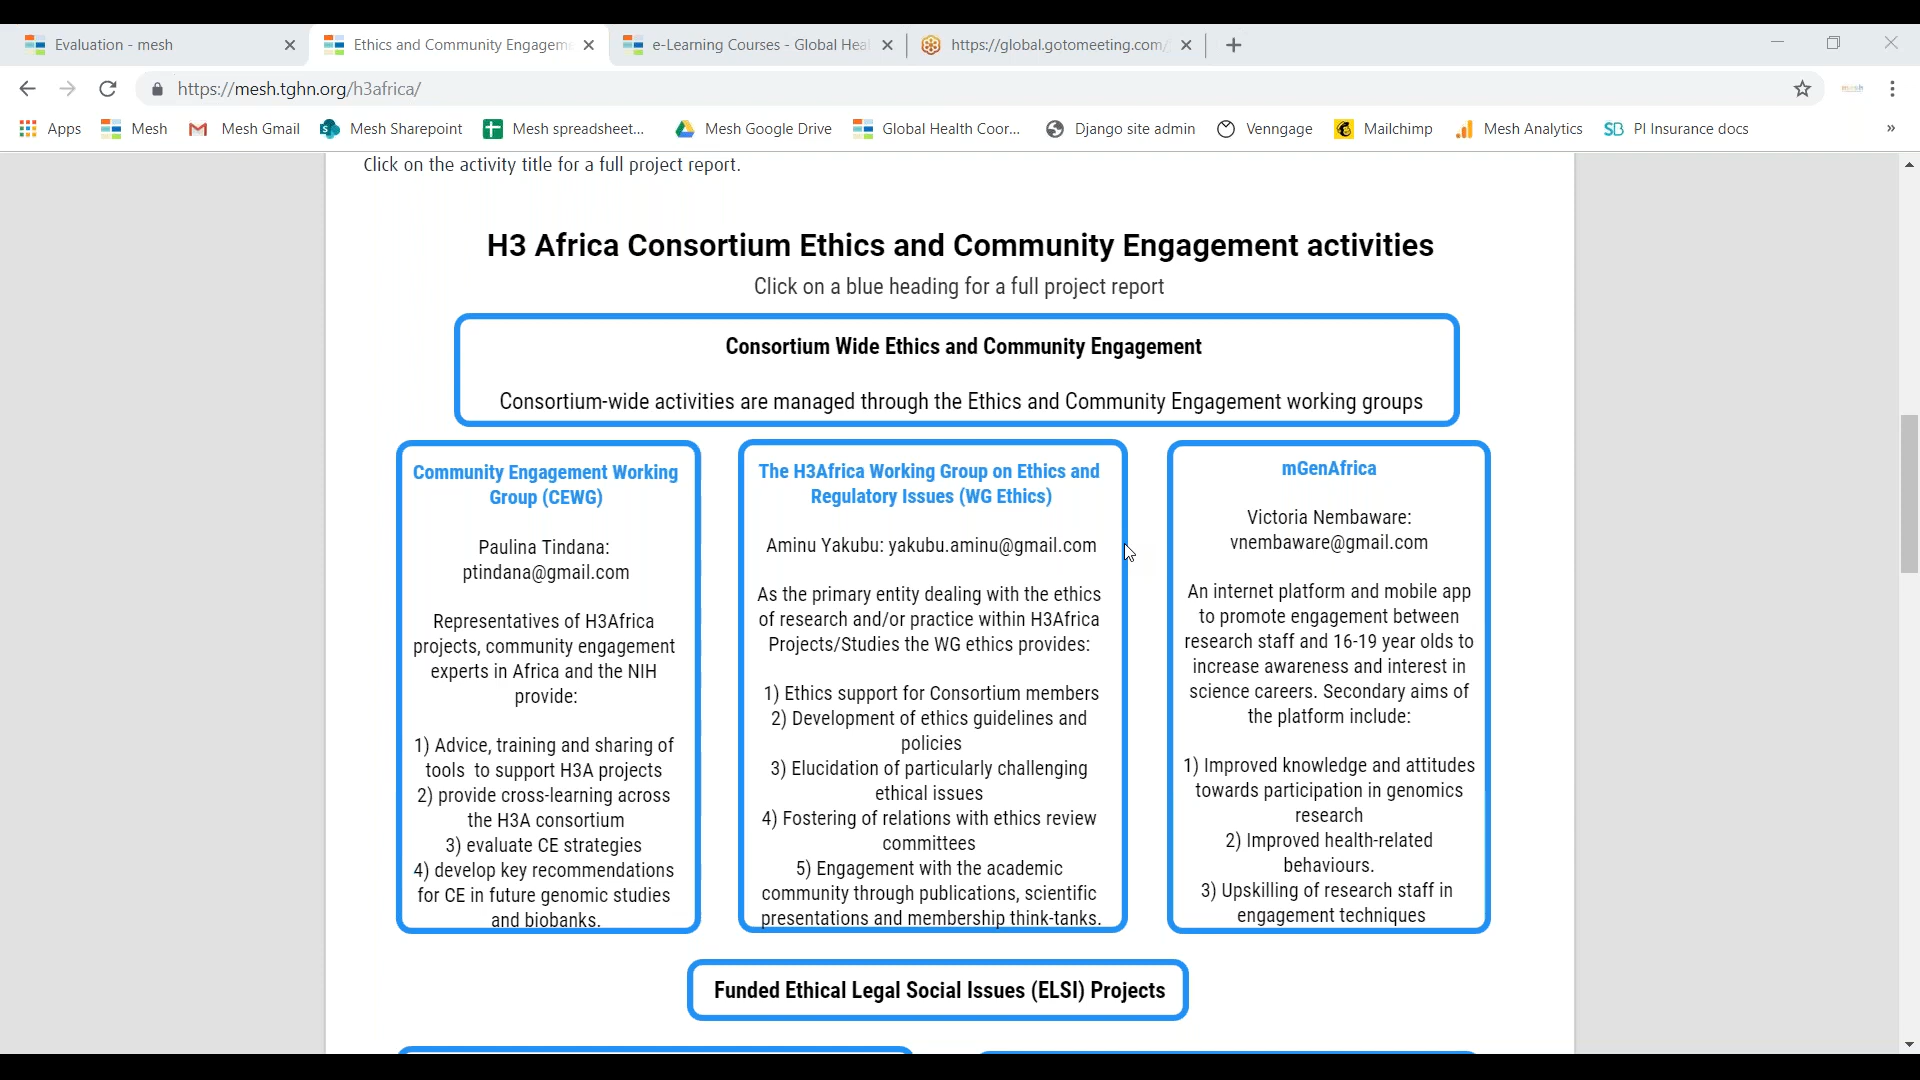 Evaluation - mesh
Ethics and Community Engagem
e-Learning Courses - Global Heal
https://global.gotomeeting.com/
https://mesh.tghn.org/h3africa/
mesh
Apps
Mesh
Mesh Gmail
Mesh Sharepoint
Mesh spreadsheet...
Mesh Google Drive
Global Health Coor...
Django site admin
Venngage
Mailchimp
Mesh Analytics
PI Insurance docs
»
Click on the activity title for a full project report.
H3 Africa Consortium Ethics and Community Engagement activities
Click on a blue heading for a full project report
Consortium Wide Ethics and Community Engagement
Consortium-wide activities are managed through the Ethics and Community Engagement working groups
Community Engagement Working
Group (CEWG)
Paulina Tindana:
ptindana@gmail.com
Representatives of H3Africa
projects, community engagement
experts in Africa and the NIH
provide:
1) Advice, training and sharing of
tools to support H3A projects
2) provide cross-learning across
the H3A consortium
3) evaluate CE strategies
4) develop key recommendations
for CE in future genomic studies
and biobanks.
The H3Africa Working Group on Ethics and
Regulatory Issues (WG Ethics)
Aminu Yakubu: yakubu.aminu@gmail.com
As the primary entity dealing with the ethics
of research and/or practice within H3Africa
Projects/Studies the WG ethics provides:
1) Ethics support for Consortium members
2) Development of ethics guidelines and
policies
3) Elucidation of particularly challenging
ethical issues
4) Fostering of relations with ethics review
committees
5) Engagement with the academic
community through publications, scientific
presentations and membership think-tanks.
mGenAfrica
Victoria Nembaware:
vnembaware@gmail.com
An internet platform and mobile app
to promote engagement between
research staff and 16-19 year olds to
increase awareness and interest in
science careers. Secondary aims of
the platform include:
1) Improved knowledge and attitudes
towards participation in genomics
research
2) Improved health-related
behaviours.
3) Upskilling of research staff in
engagement techniques
Funded Ethical Legal Social Issues (ELSI) Projects